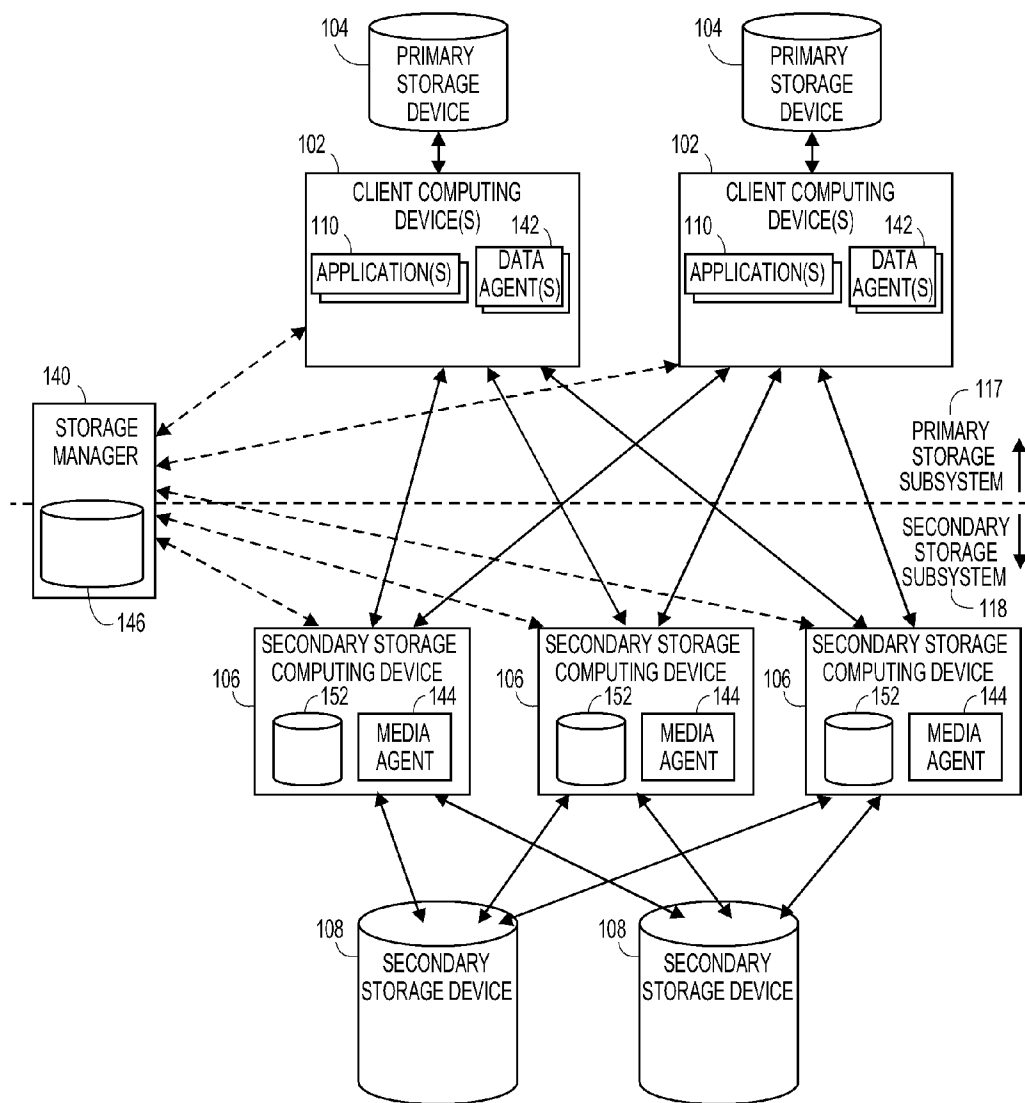 104
PRIMARY
STORAGE
DEVICE
104
PRIMARY
STORAGE
DEVICE
102
CLIENT COMPUTING
DEVICE(S)
110
142
APPLICATION(S)
DATA
AGENT(S)
102
CLIENT COMPUTING
DEVICE(S)
110
142
APPLICATION(S)
DATA
AGENT(S)
140
STORAGE
MANAGER
146
117
PRIMARY
STORAGE
SUBSYSTEM
SECONDARY
STORAGE
SUBSYSTEM
118
SECONDARY STORAGE
COMPUTING DEVICE
106
152
144
MEDIA
AGENT
SECONDARY STORAGE
COMPUTING DEVICE
106
152
144
MEDIA
AGENT
SECONDARY STORAGE
COMPUTING DEVICE
106
152
144
MEDIA
AGENT
108
SECONDARY
STORAGE DEVICE
108
SECONDARY
STORAGE DEVICE